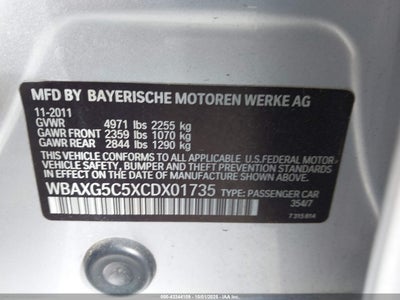 MFD BY BAYERISCHE MOTOREN WERKE AG
11-2011
GVWR 4971 lbs 2255 kg
GAWR FRONT 2359 lbs 1070 kg
GAWR REAR 2844 lbs 1290 kg
THIS VEHICLE CONFORMS TO ALL APPLICABLE U.S.FEDERAL MOTOR
VEHICLE SAFETY, BUMPER AND THEFT PREVENTION STANDARDS
IN EFFECT ON THE DATE OF MANUFACTURE SHOWN ABOVE.
WBAXG5C5XCDX01735 TYPE: PASSENGER CAR
354/7
7 315 814